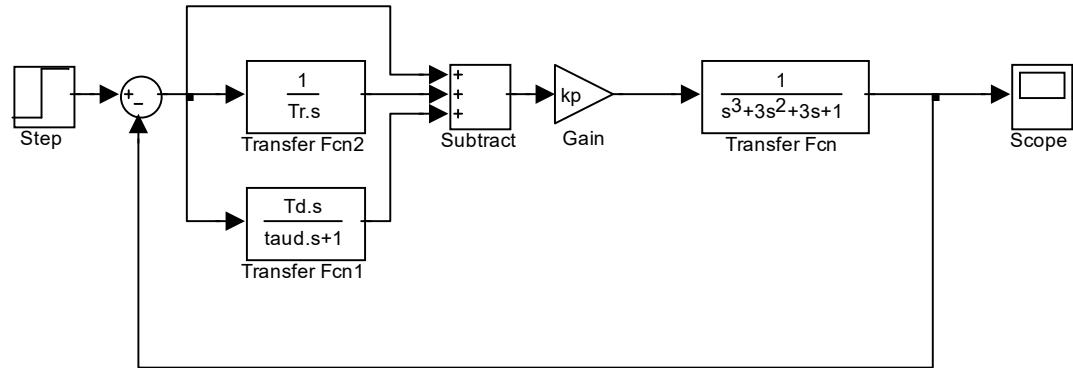 Step
+
−
1
Tr.s
Transfer Fcn2
Td.s
taud.s+1
Transfer Fcn1
+
+
+
Subtract
kp
Gain
1
s³+3s²+3s+1
Transfer Fcn
Scope